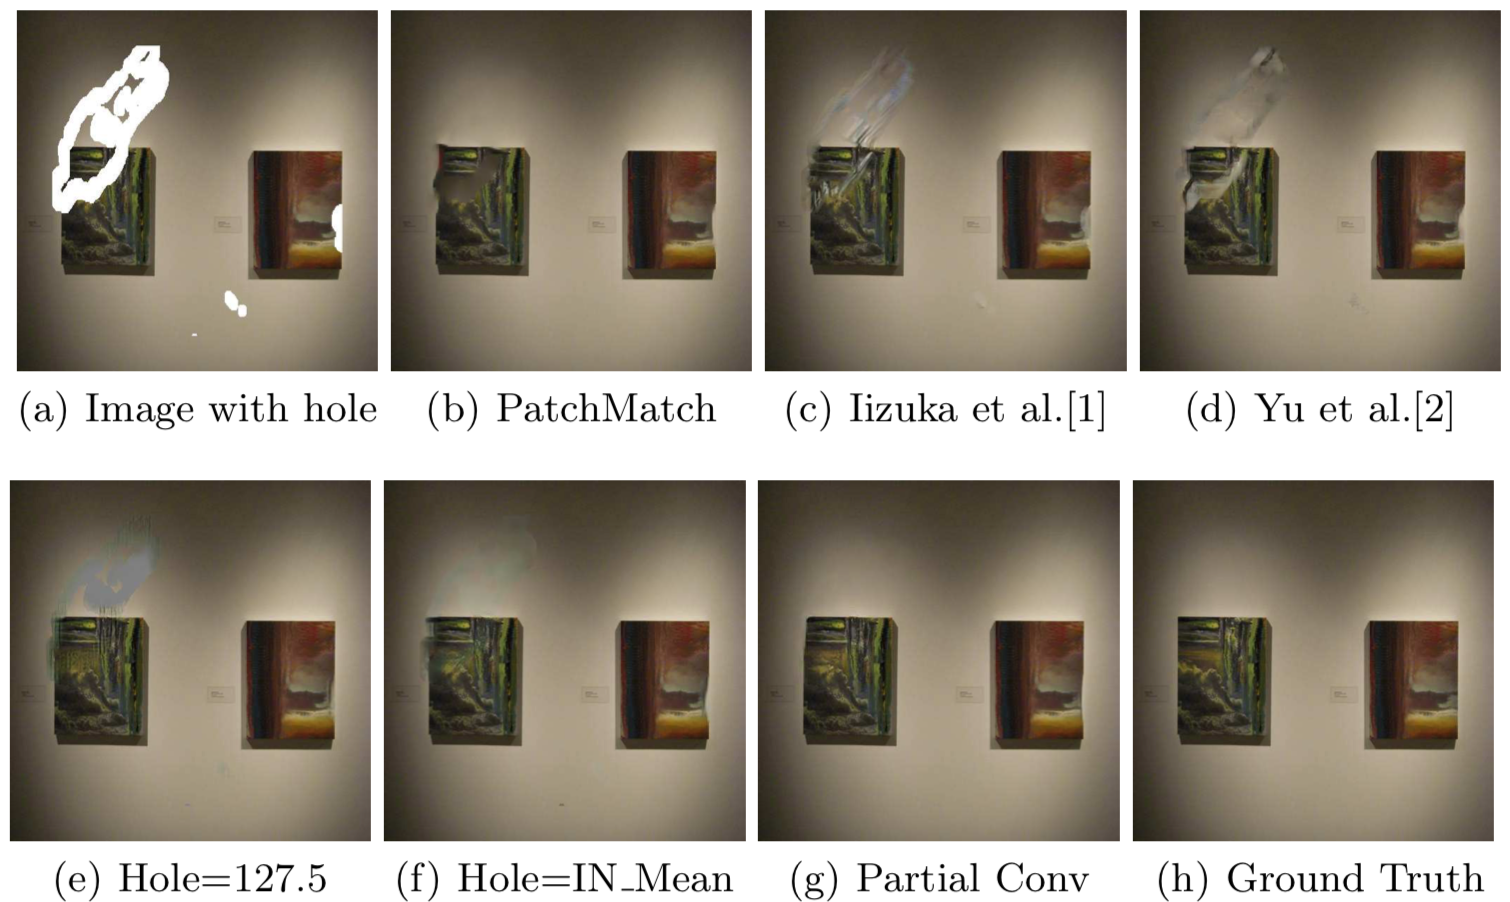 (a) Image with hole
(b) PatchMatch
(c) Iizuka et al.[1]
(d) Yu et al.[2]
(e) Hole=127.5
(f) Hole=IN_Mean
(g) Partial Conv
(h) Ground Truth